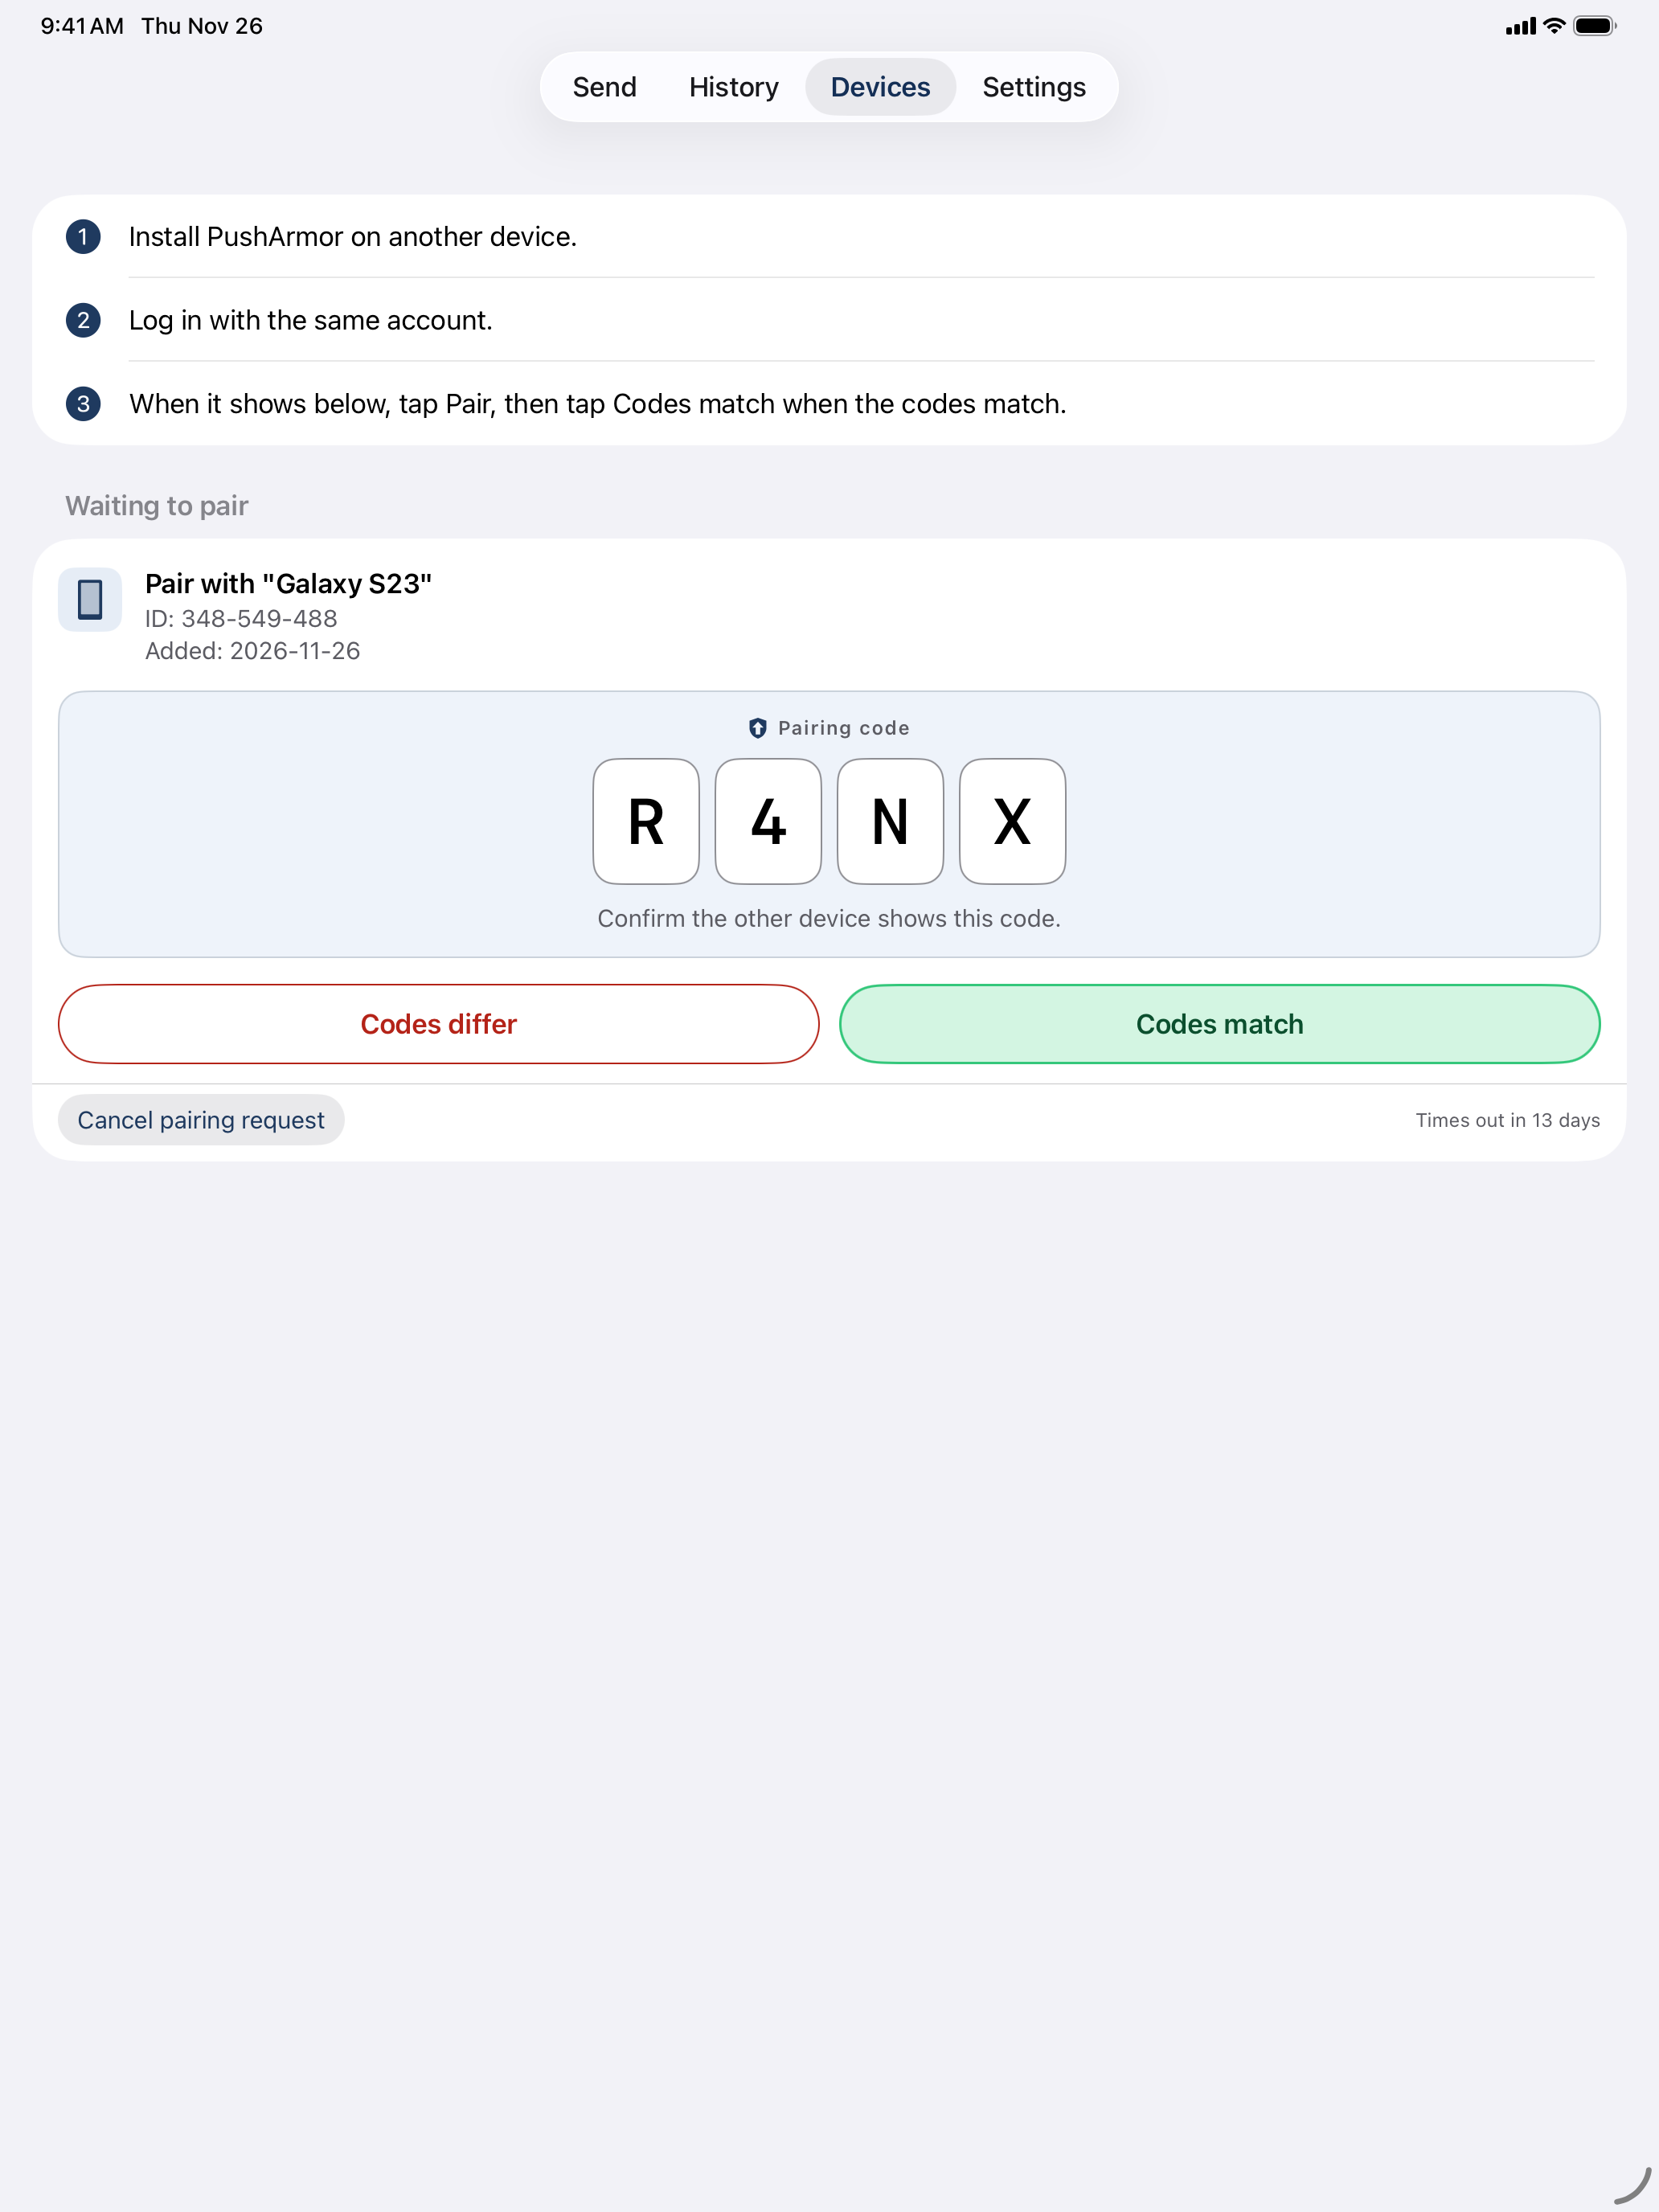 9:41 AM Thu Nov 26
Send History Devices Settings
1 Install PushArmor on another device.
2 Log in with the same account.
3 When it shows below, tap Pair, then tap Codes match when the codes match.
Waiting to pair
Pair with "Galaxy S23"
ID: 348-549-488
Added: 2026-11-26
Pairing code
R 4 N X
Confirm the other device shows this code.
Codes differ Codes match
Cancel pairing request Times out in 13 days